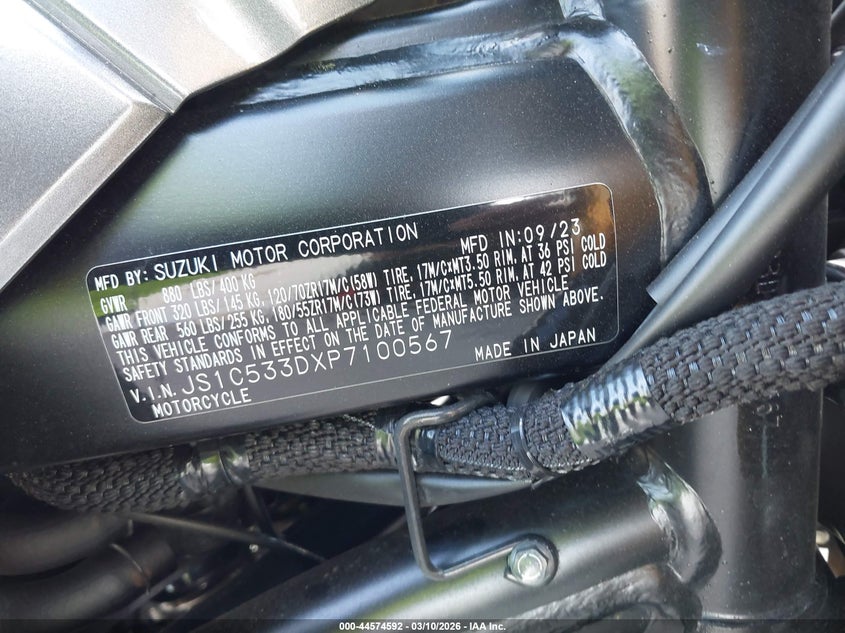 MFD BY: SUZUKI MOTOR CORPORATION MFD IN: 09/23
GVWR 880 LBS/ 400 KG
GAWR FRONT 320 LBS/ 145 KG. 120/70ZR17M/C(58W) TIRE, 17M/CxMT3.50 RIM. AT 36 PSI COLD
GAWR REAR 560 LBS/ 255 KG. 180/55ZR17M/C(73W) TIRE, 17M/CxMT5.50 RIM. AT 42 PSI COLD
THIS VEHICLE CONFORMS TO ALL APPLICABLE FEDERAL MOTOR VEHICLE
SAFETY STANDARDS IN EFFECT ON THE DATE OF MANUFACTURE SHOWN ABOVE.
V.I.N. JS1C533DXP7100567 MADE IN JAPAN
MOTORCYCLE
000-44574592 - 03/10/2026 - IAA Inc.